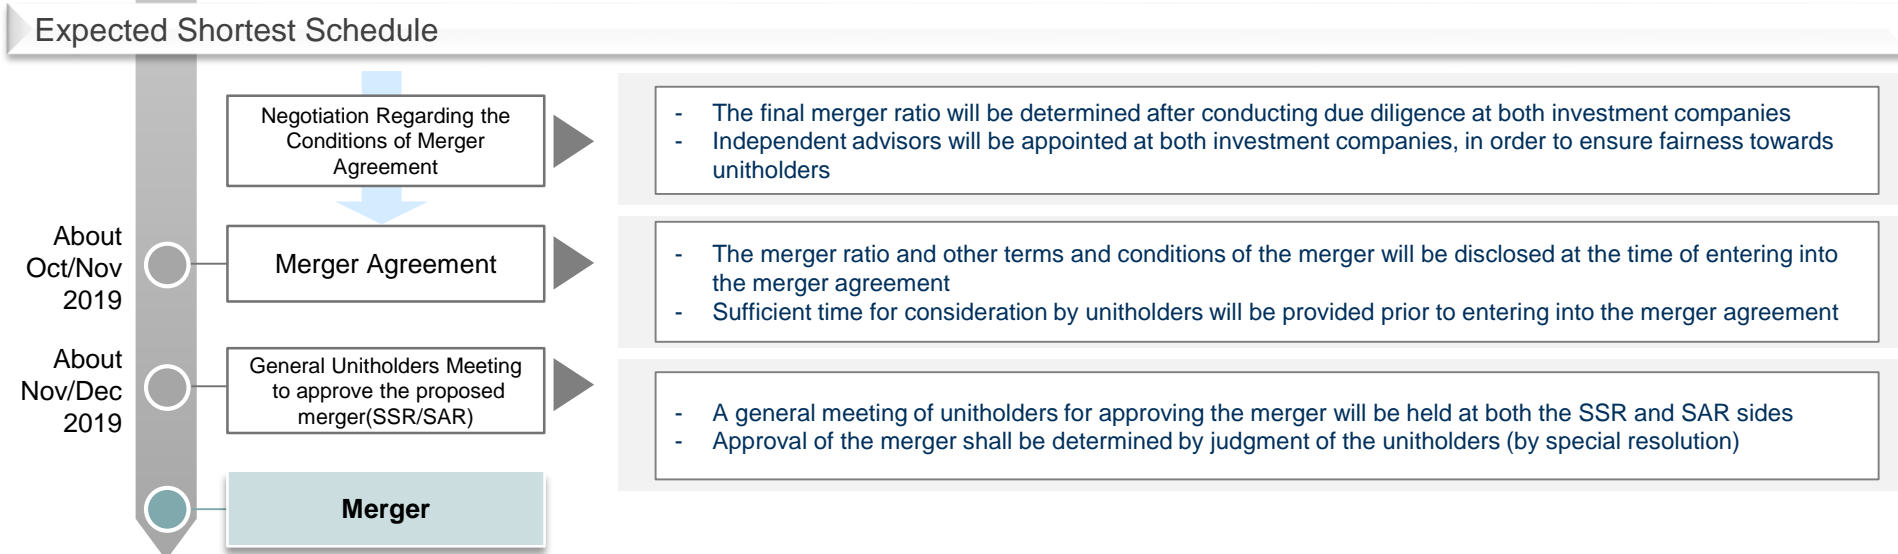 Expected Shortest Schedule
Negotiation Regarding the
Conditions of Merger
Agreement
- The final merger ratio will be determined after conducting due diligence at both investment companies
- Independent advisors will be appointed at both investment companies, in order to ensure fairness towards
unitholders
About
Oct/Nov
2019
Merger Agreement
- The merger ratio and other terms and conditions of the merger will be disclosed at the time of entering into
the merger agreement
- Sufficient time for consideration by unitholders will be provided prior to entering into the merger agreement
About
Nov/Dec
2019
General Unitholders Meeting
to approve the proposed
merger(SSR/SAR)
- A general meeting of unitholders for approving the merger will be held at both the SSR and SAR sides
- Approval of the merger shall be determined by judgment of the unitholders (by special resolution)
Merger